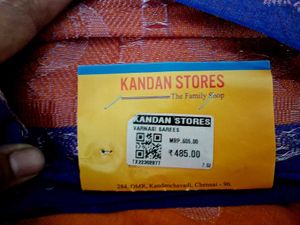 KANDAN STORES
The Family Shop
KANDAN STORES
VARNASI SAREES
MRP.605.00
₹485.00
284, OMR, Kandanchavadi, Chennai - 96.